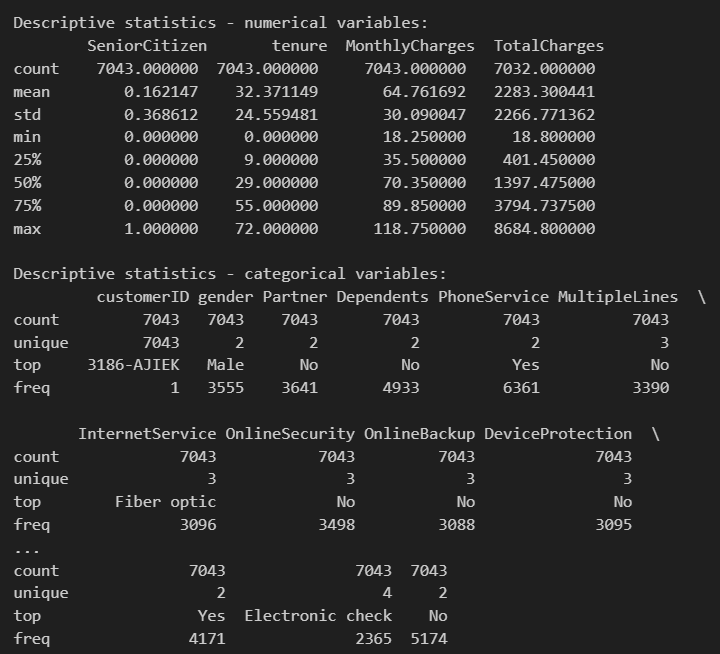 Descriptive statistics - numerical variables:
SeniorCitizen tenure MonthlyCharges TotalCharges
count 7043.000000 7043.000000 7043.000000 7032.000000
mean 0.162147 32.371149 64.761692 2283.300441
std 0.368612 24.559481 30.090047 2266.771362
min 0.000000 0.000000 18.250000 18.800000
25% 0.000000 9.000000 35.500000 401.450000
50% 0.000000 29.000000 70.350000 1397.475000
75% 0.000000 55.000000 89.850000 3794.737500
max 1.000000 72.000000 118.750000 8684.800000
Descriptive statistics - categorical variables:
customerID gender Partner Dependents PhoneService MultipleLines \
count 7043 7043 7043 7043 7043 7043
unique 7043 2 2 2 2 3
top 3186-AJIEK Male No No Yes No
freq 1 3555 3641 4933 6361 3390
InternetService OnlineSecurity OnlineBackup DeviceProtection \
count 7043 7043 7043 7043
unique 3 3 3 3
top Fiber optic No No No
freq 3096 3498 3088 3095
...
count 7043 7043 7043
unique 2 4 2
top Yes Electronic check No
freq 4171 2365 5174